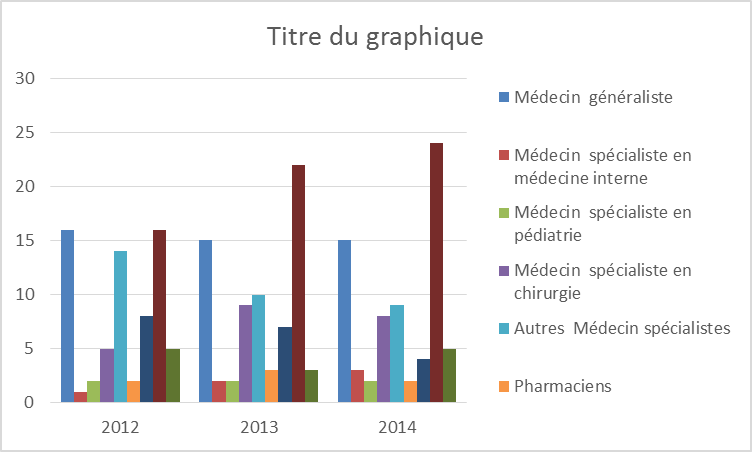 Titre du graphique
30
25
20
15
10
5
0
2012 2013 2014
Médecin généraliste
Médecin spécialiste en
médecine interne
Médecin spécialiste en
pédiatrie
Médecin spécialiste en
chirurgie
Autres Médecin spécialistes
Pharmaciens